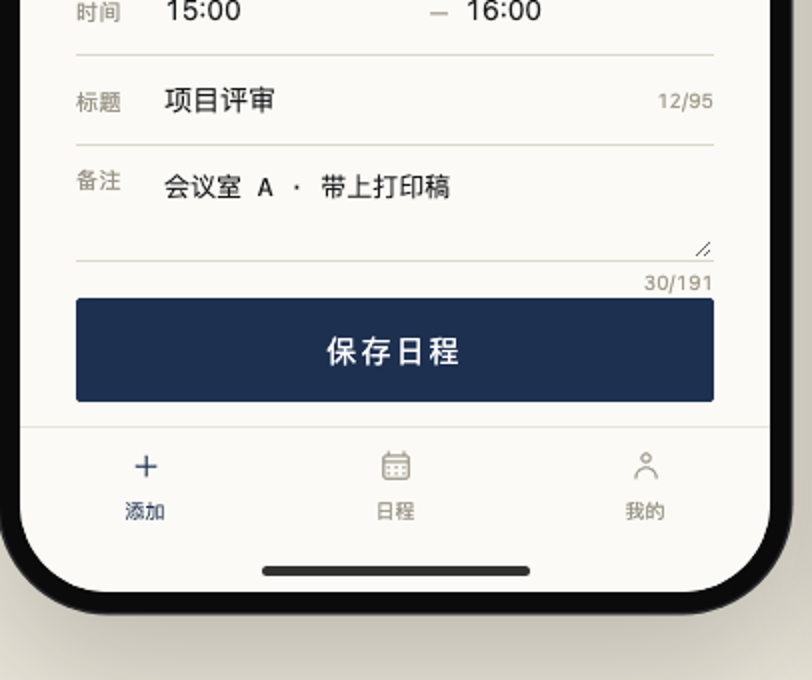 时间 15:00 — 16:00
标题 项目评审 12/95
备注 会议室 A · 带上打印稿
30/191
保存日程
添加 日程 我的